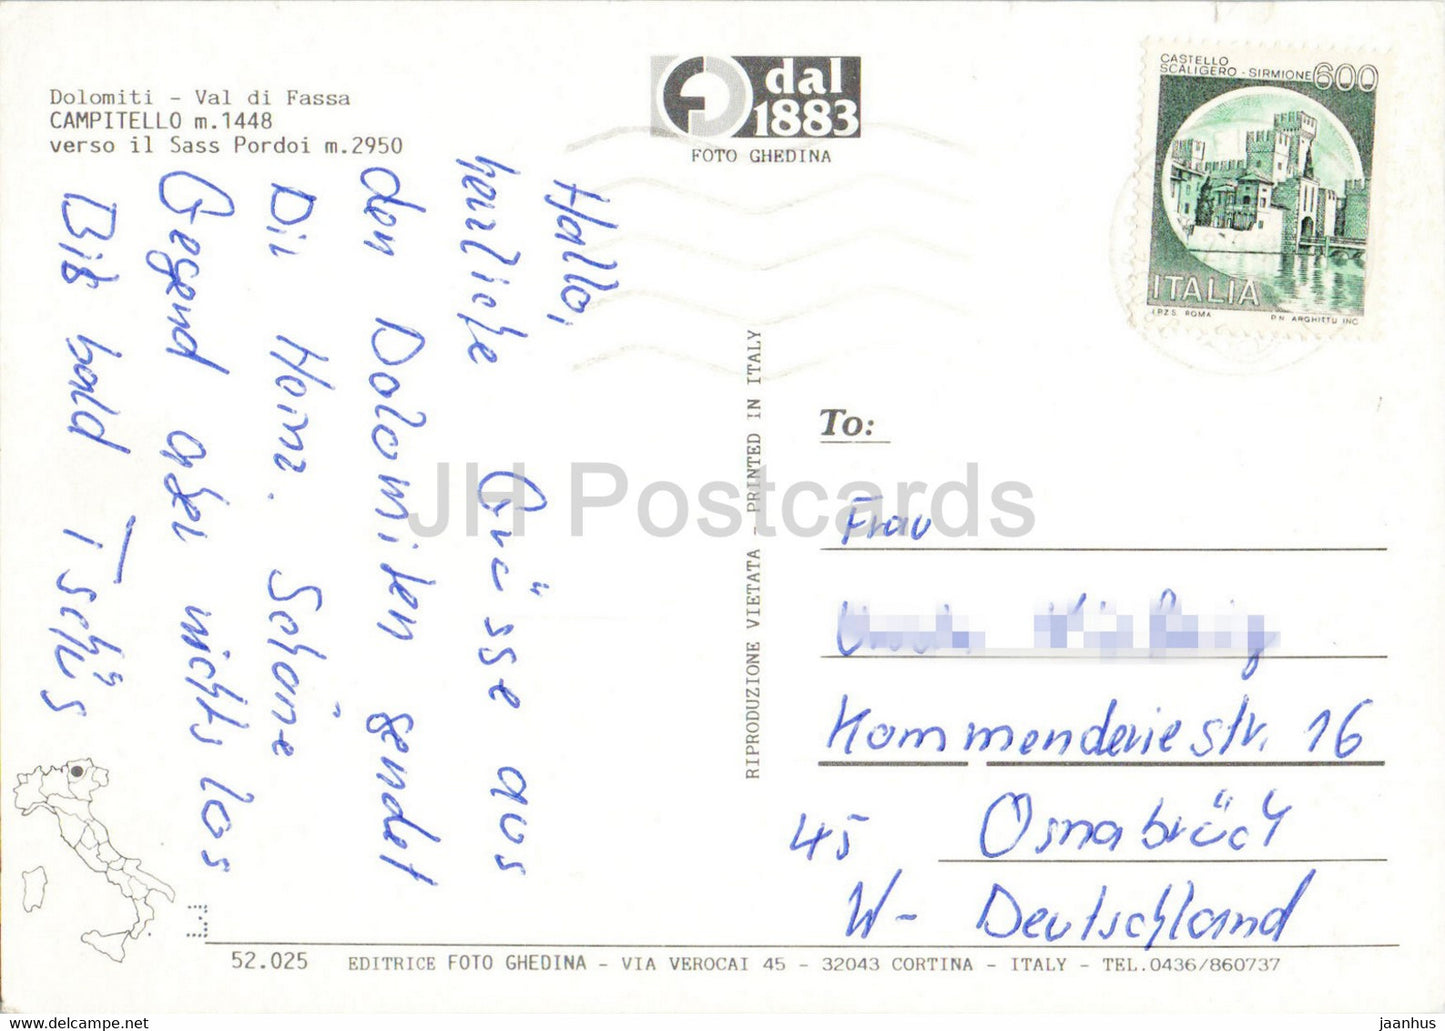 Dolomiti - Val di Fassa
CAMPITELLO m.1448
verso il Sass Pordoi m.2950
dal
1883
FOTO GHEDINA
CASTELLO
SCALIGERO - SIRMIONE 600
ITALIA
I.P.Z.S. ROMA P.N. ARGHITTU INC.
Hallo,
herzliche Grüsse aus
den Dolomiten sendet
Dir Heinz. Schöne
Gegend aber nichts los
Bis bald Tschüs
RIPRODUZIONE VIETATA - PRINTED IN ITALY
To:
Frau
Kommenderiestr. 16
45 Osnabrück
W- Deutschland
JH Postcards
52.025 EDITRICE FOTO GHEDINA - VIA VEROCAI 45 - 32043 CORTINA - ITALY - TEL.0436/860737
www.delcampe.net
jaanhus